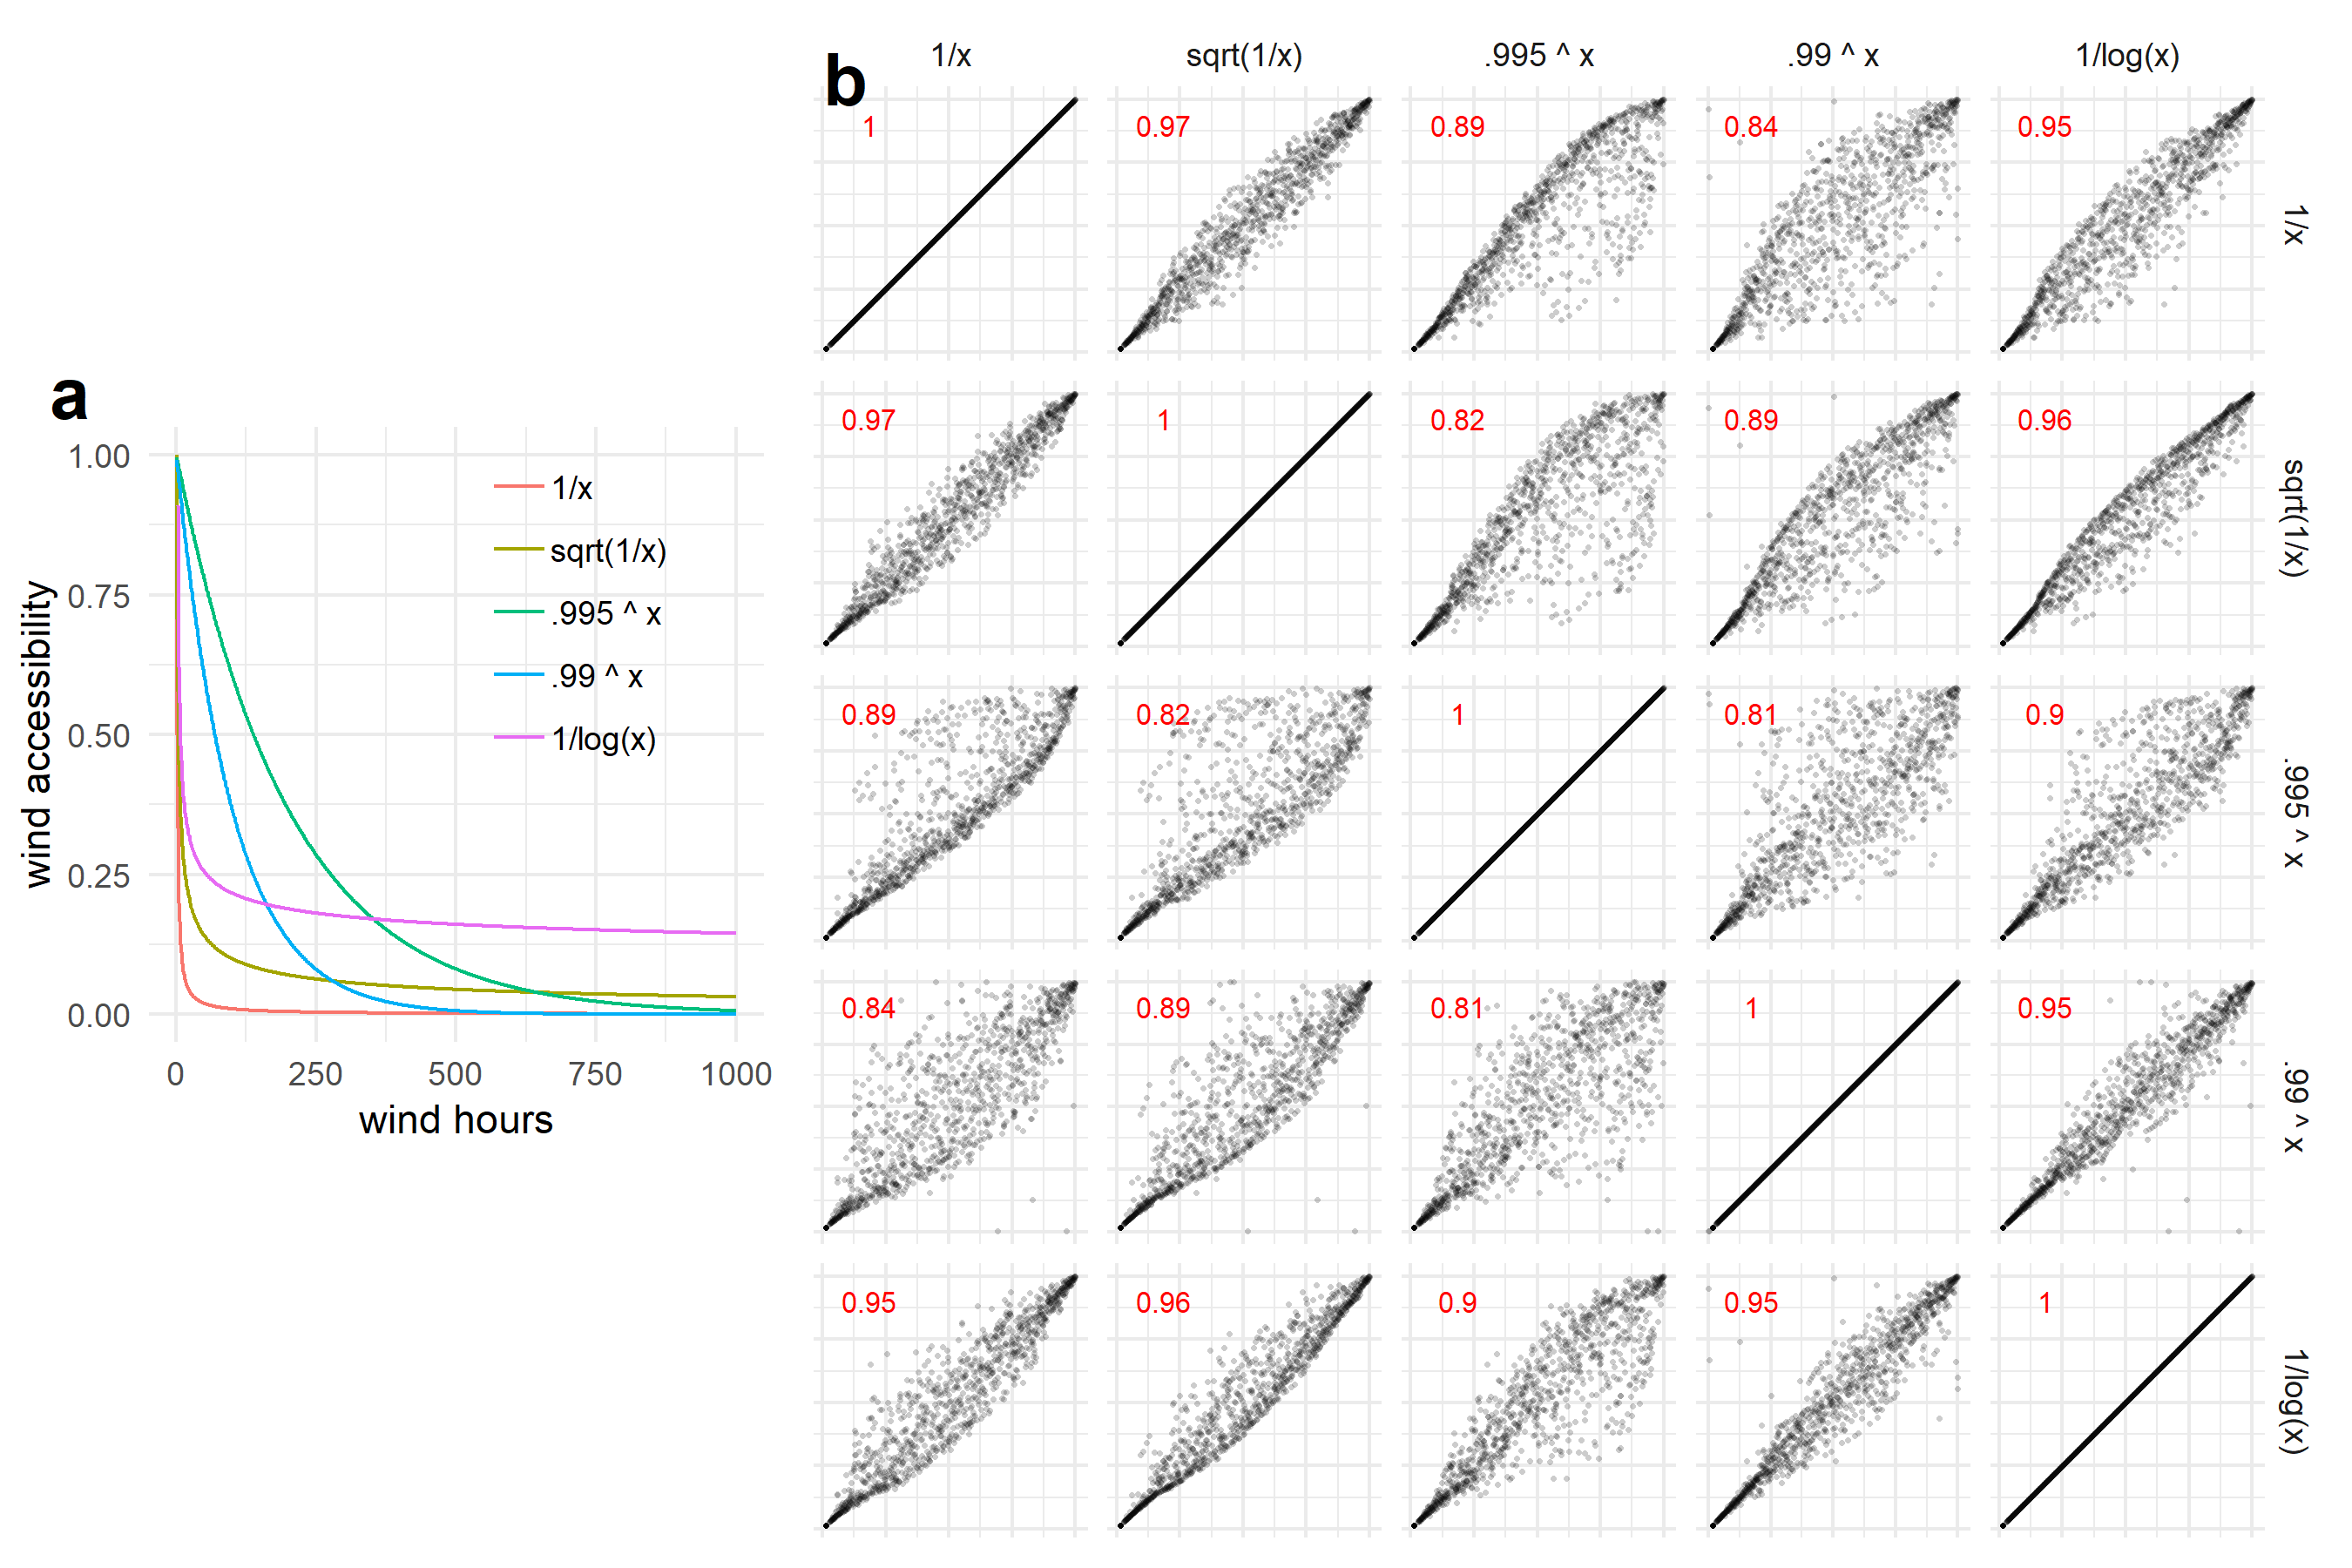 a
1.00
0.75
0.50
0.25
0.00
0 250 500 750 1000
wind hours
wind accessibility
1/x
sqrt(1/x)
.995 ^ x
.99 ^ x
1/log(x)
b
1/x sqrt(1/x) .995 ^ x .99 ^ x 1/log(x)
1 0.97 0.89 0.84 0.95
1/x
0.97 1 0.82 0.89 0.96
sqrt(1/x)
0.89 0.82 1 0.81 0.9
.995 ^ x
0.84 0.89 0.81 1 0.95
.99 ^ x
0.95 0.96 0.9 0.95 1
1/log(x)